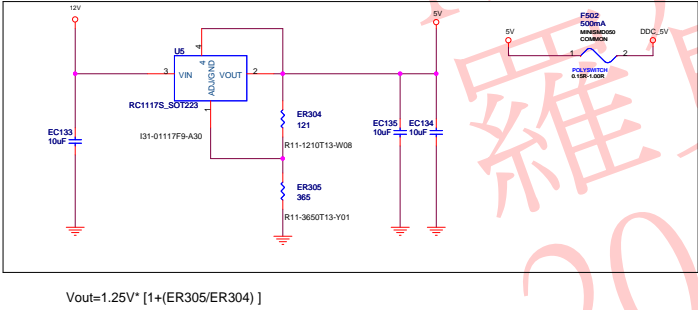 12V
5V
U5
4
4
3
VIN
VOUT
2
ADJ/GND
1
RC1117S_SOT223
I31-01117F9-A30
EC133
10uF
ER304
121
R11-1210T13-W08
ER305
365
R11-3650T13-Y01
EC135
10uF
EC134
10uF
F502
500mA
MINISMD050
COMMON
5V
DDC_5V
1
2
POLYSWITCH
0.15R-1.00R
Vout=1.25V* [1+(ER305/ER304) ]
羅
20